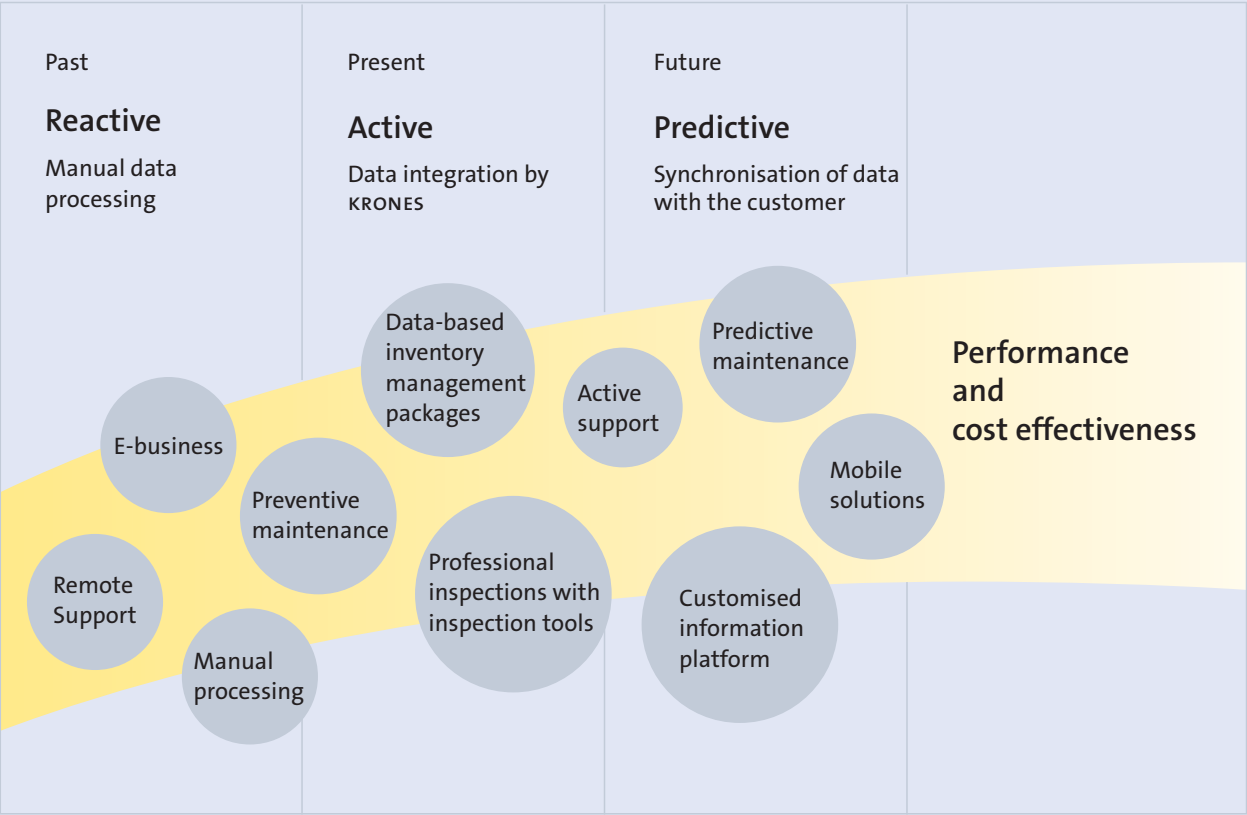 Past
Reactive
Manual data
processing
Present
Active
Data integration by
KRONES
Future
Predictive
Synchronisation of data
with the customer
E-business
Remote
Support
Manual
processing
Preventive
maintenance
Data-based
inventory
management
packages
Professional
inspections with
inspection tools
Active
support
Predictive
maintenance
Mobile
solutions
Customised
information
platform
Performance
and
cost effectiveness